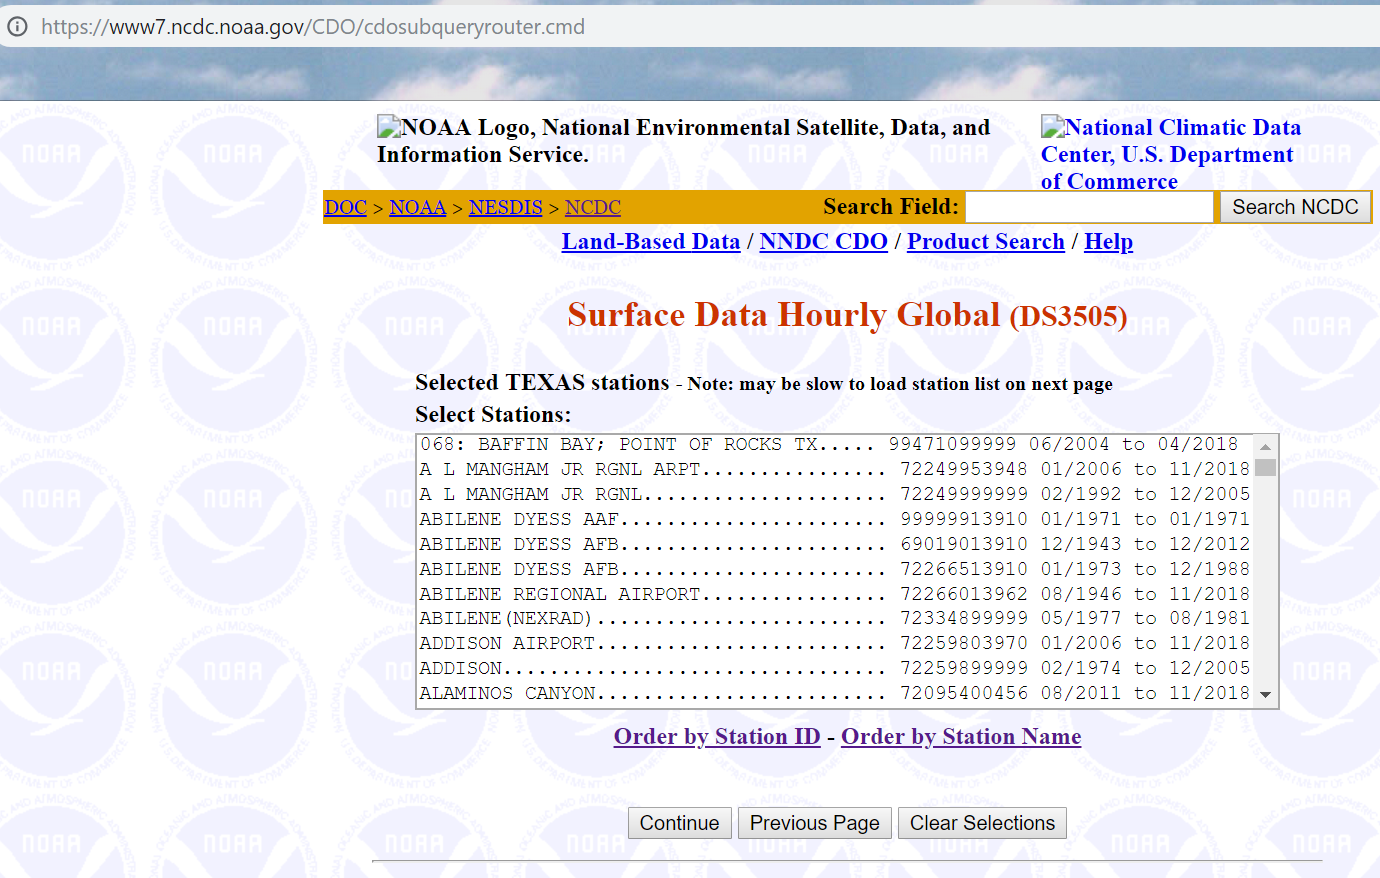 https://www7.ncdc.noaa.gov/CDO/cdosubqueryrouter.cmd
NOAA Logo, National Environmental Satellite, Data, and
Information Service.
National Climatic Data
Center, U.S. Department
of Commerce
DOC > NOAA > NESDIS > NCDC
Search Field:
Search NCDC
Land-Based Data / NNDC CDO / Product Search / Help
Surface Data Hourly Global (DS3505)
Selected TEXAS stations - Note: may be slow to load station list on next page
Select Stations:
068: BAFFIN BAY; POINT OF ROCKS TX..... 99471099999 06/2004 to 04/2018
A L MANGHAM JR RGNL ARPT................ 72249953948 01/2006 to 11/2018
A L MANGHAM JR RGNL..................... 72249999999 02/1992 to 12/2005
ABILENE DYESS AAF....................... 99999913910 01/1971 to 01/1971
ABILENE DYESS AFB....................... 69019013910 12/1943 to 12/2012
ABILENE DYESS AFB....................... 72266513910 01/1973 to 12/1988
ABILENE REGIONAL AIRPORT................ 72266013962 08/1946 to 11/2018
ABILENE(NEXRAD)......................... 72334899999 05/1977 to 08/1981
ADDISON AIRPORT......................... 72259803970 01/2006 to 11/2018
ADDISON................................. 72259899999 02/1974 to 12/2005
ALAMINOS CANYON......................... 72095400456 08/2011 to 11/2018
Order by Station ID - Order by Station Name
Continue
Previous Page
Clear Selections